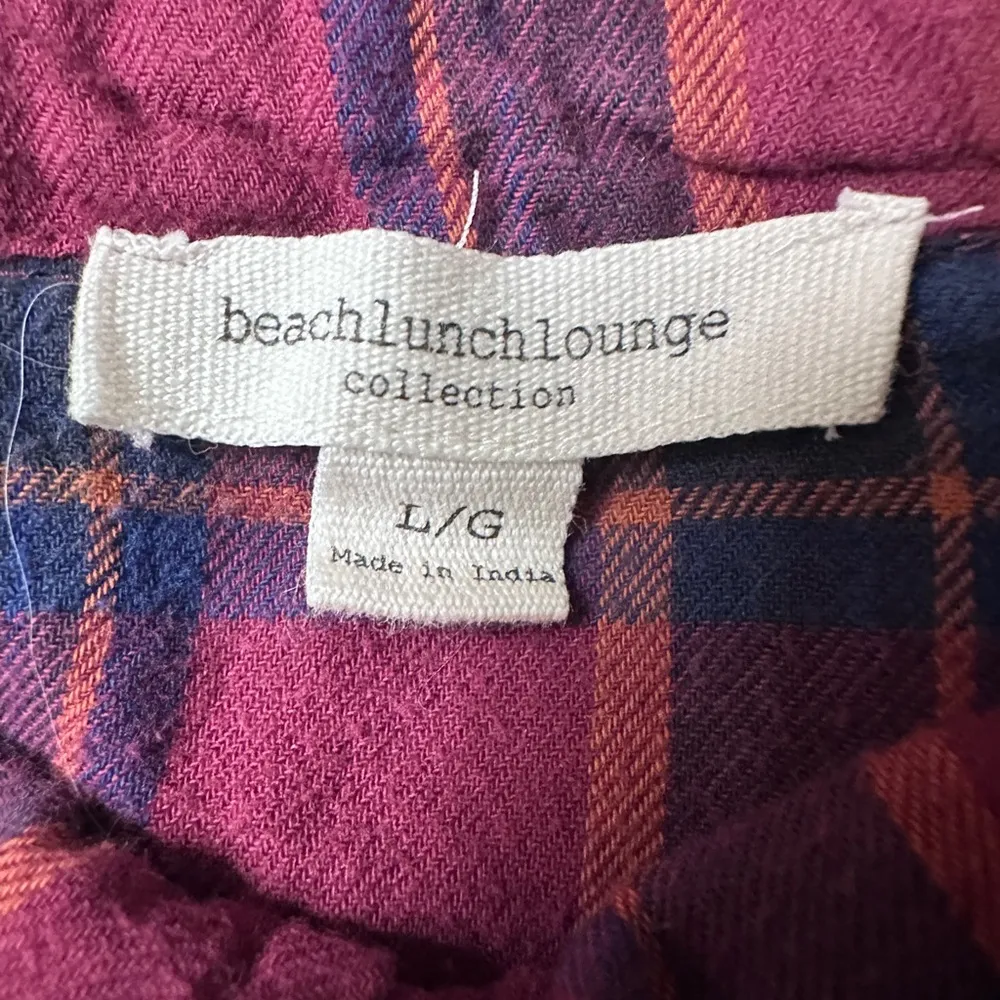 beachlunchlounge
collection
L/G
Made in India